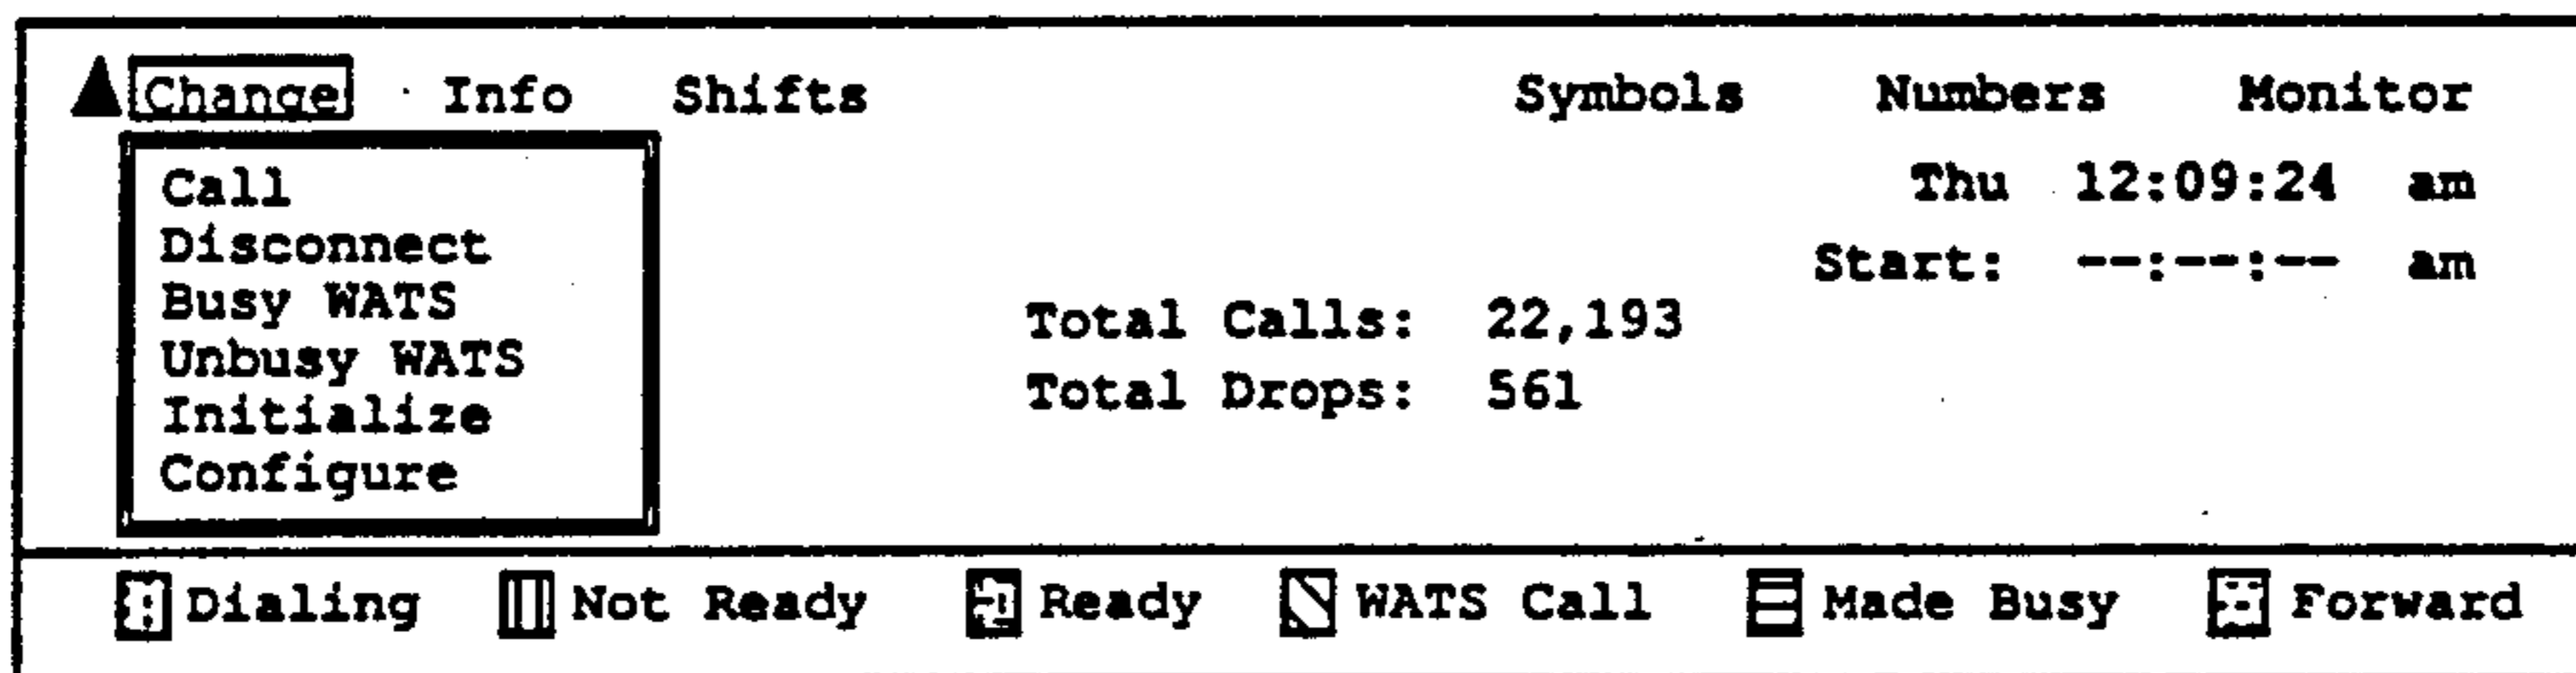 Change Info Shifts Symbols Numbers Monitor
Call
Disconnect
Busy WATS
Unbusy WATS
Initialize
Configure
Thu 12:09:24 am
Start: --:--:-- am
Total Calls: 22,193
Total Drops: 561
Dialing Not Ready Ready WATS Call Made Busy Forward